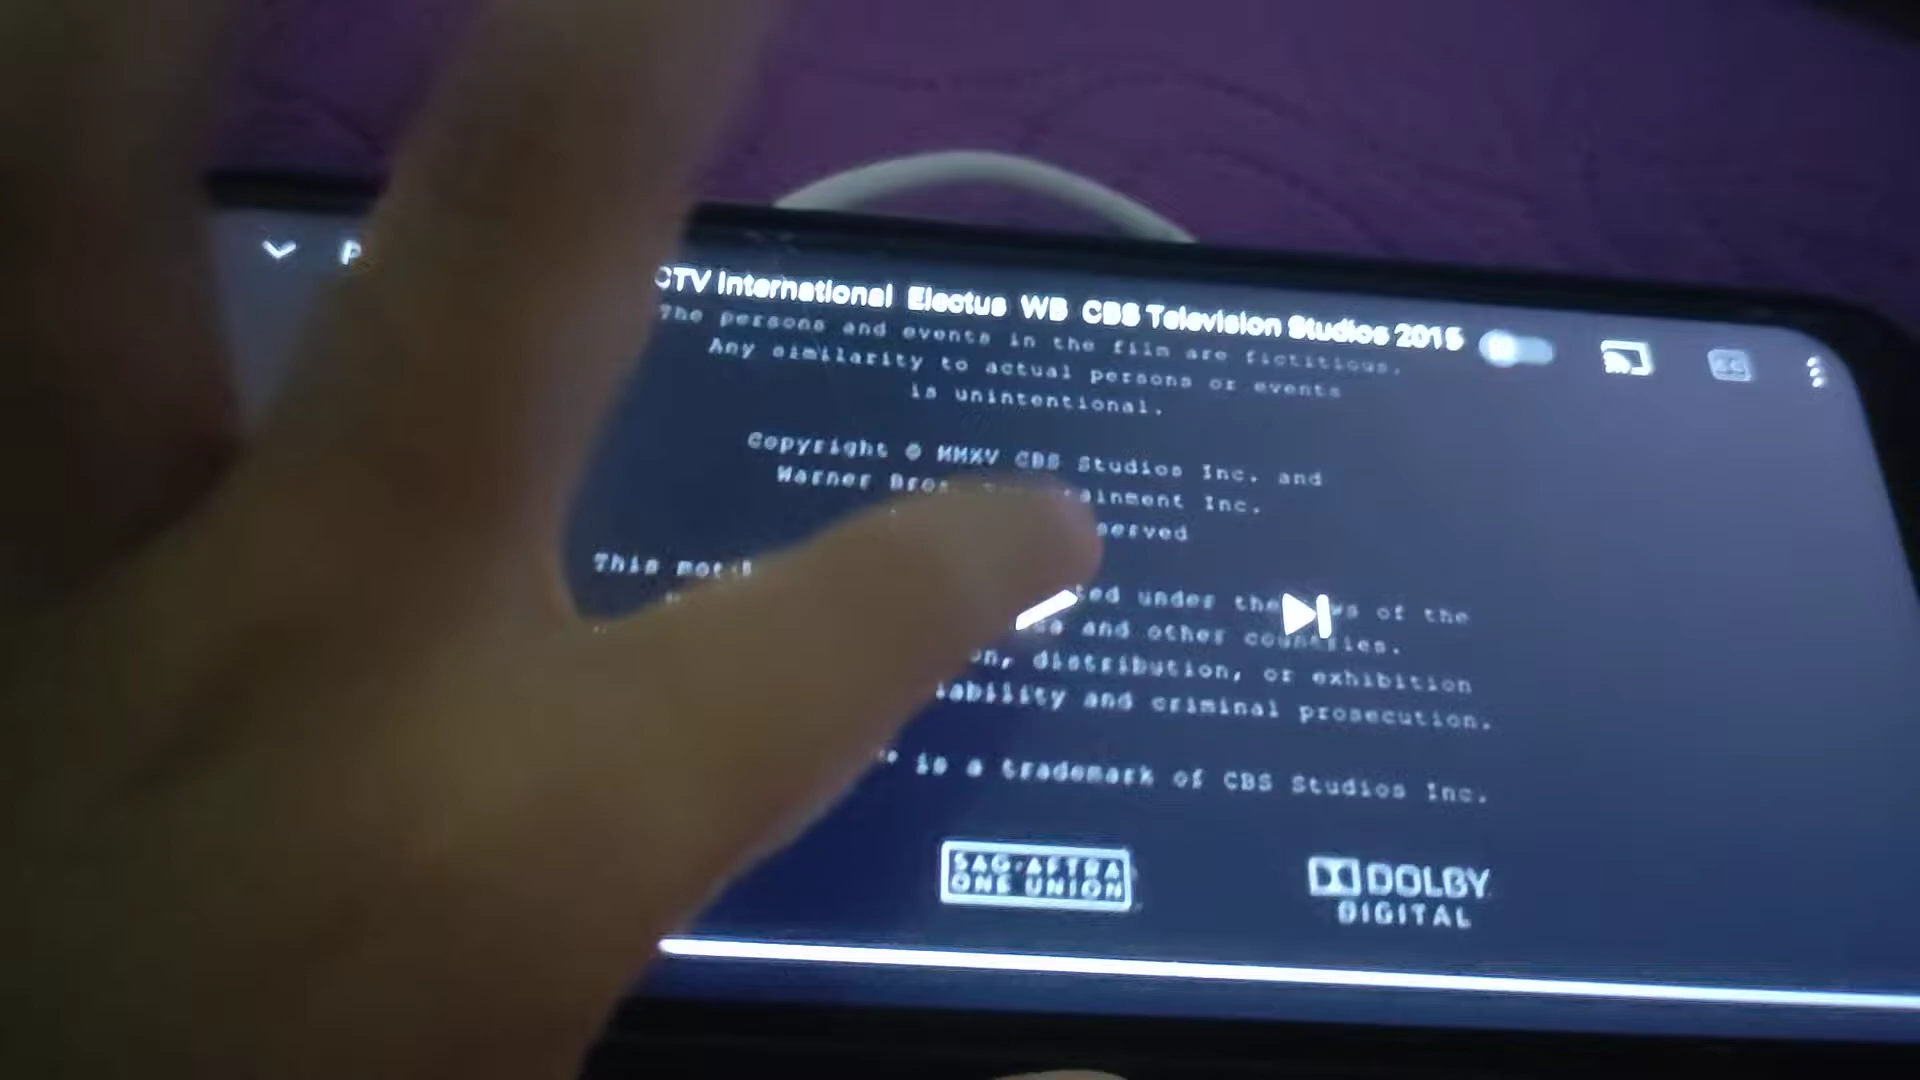 CTV International Electus WB CBS Television Studios 2015
The persons and events in the film are fictitious.
Any similarity to actual persons or events
is unintentional.
Copyright © MMXV CBS Studios Inc. and
Warner Bros. Inc.
This
under the of the
and other countries.
distribution, or exhibition
and criminal prosecution.
is a trademark of CBS Studios Inc.
SAG·AFTRA
ONE UNION
DOLBY
DIGITAL